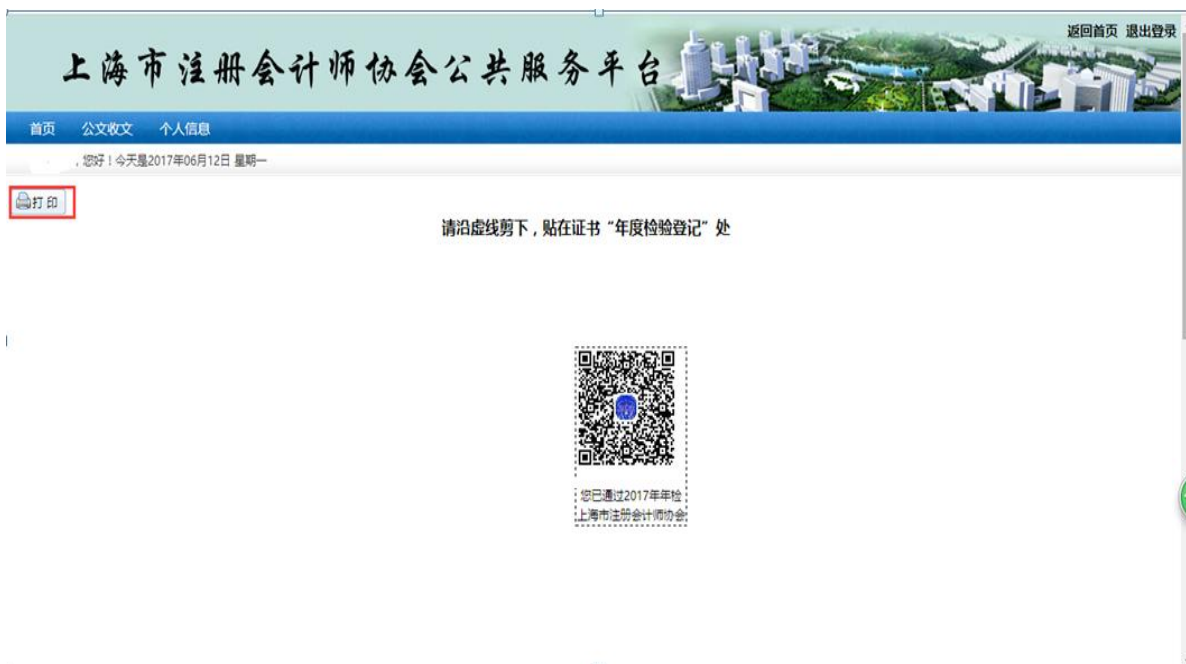 返回首页 退出登录
上海市注册会计师协会公共服务平台
首页 公文收文 个人信息
，您好！今天是2017年06月12日 星期一
打 印
请沿虚线剪下，贴在证书“年度检验登记”处
您已通过2017年年检
上海市注册会计师协会